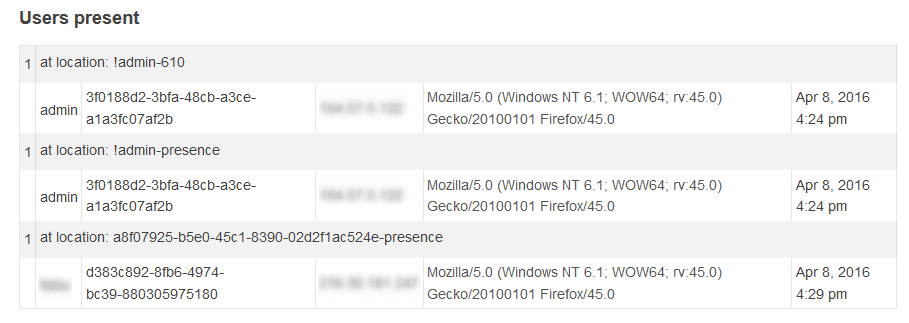 Users present
1 at location: !admin-610
admin 3f0188d2-3bfa-48cb-a3ce- Mozilla/5.0 (Windows NT 6.1; WOW64; rv:45.0) Apr 8, 2016
a1a3fc07af2b Gecko/20100101 Firefox/45.0 4:24 pm
1 at location: !admin-presence
admin 3f0188d2-3bfa-48cb-a3ce- Mozilla/5.0 (Windows NT 6.1; WOW64; rv:45.0) Apr 8, 2016
a1a3fc07af2b Gecko/20100101 Firefox/45.0 4:24 pm
1 at location: a8f07925-b5e0-45c1-8390-02d2f1ac524e-presence
d383c892-8fb6-4974- Mozilla/5.0 (Windows NT 6.1; WOW64; rv:45.0) Apr 8, 2016
bc39-880305975180 Gecko/20100101 Firefox/45.0 4:29 pm